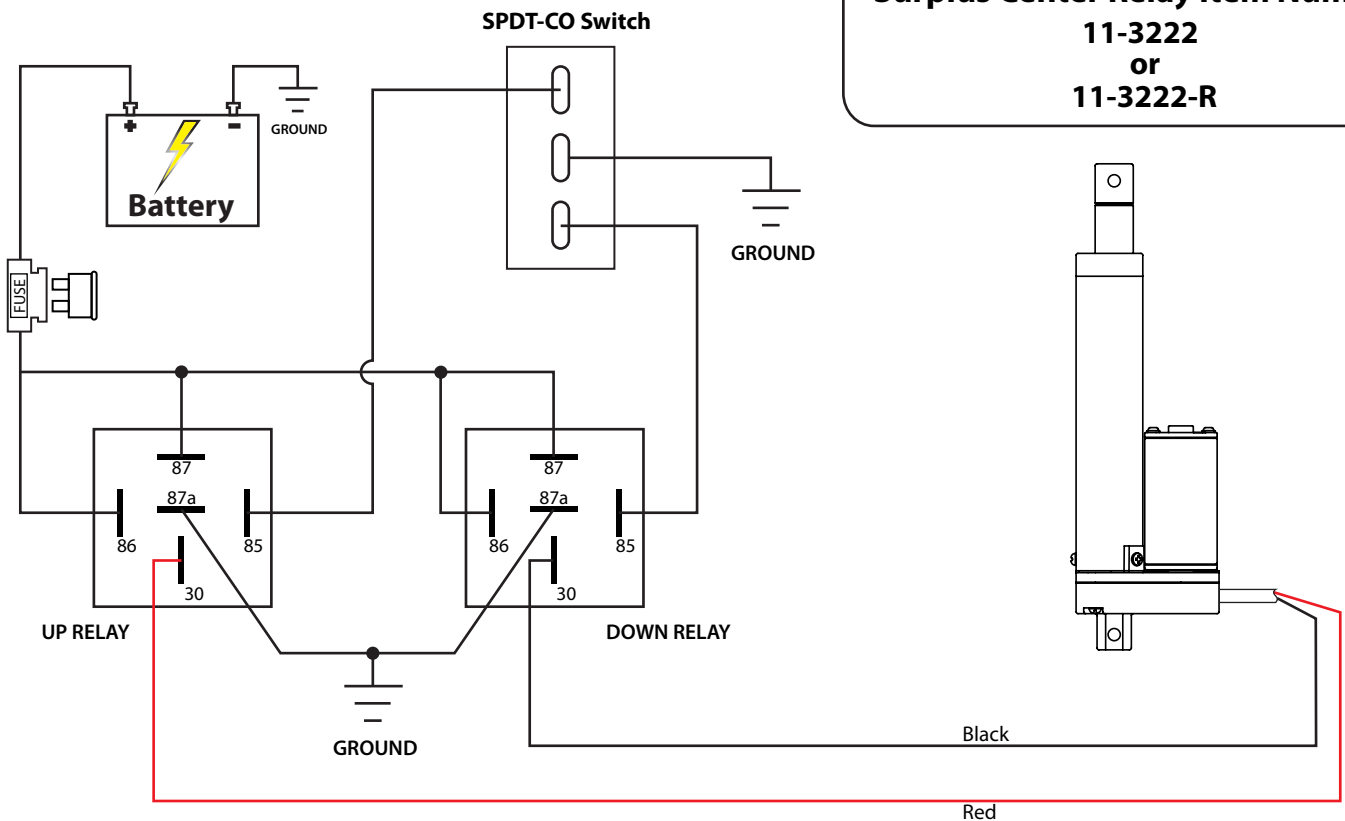 Surplus Center Relay Item
11-3222
or
11-3222-R
SPDT-CO Switch
GROUND
+
-
Battery
GROUND
FUSE
87
87a
86
85
30
87
87a
86
85
30
UP RELAY
DOWN RELAY
GROUND
Black
Red